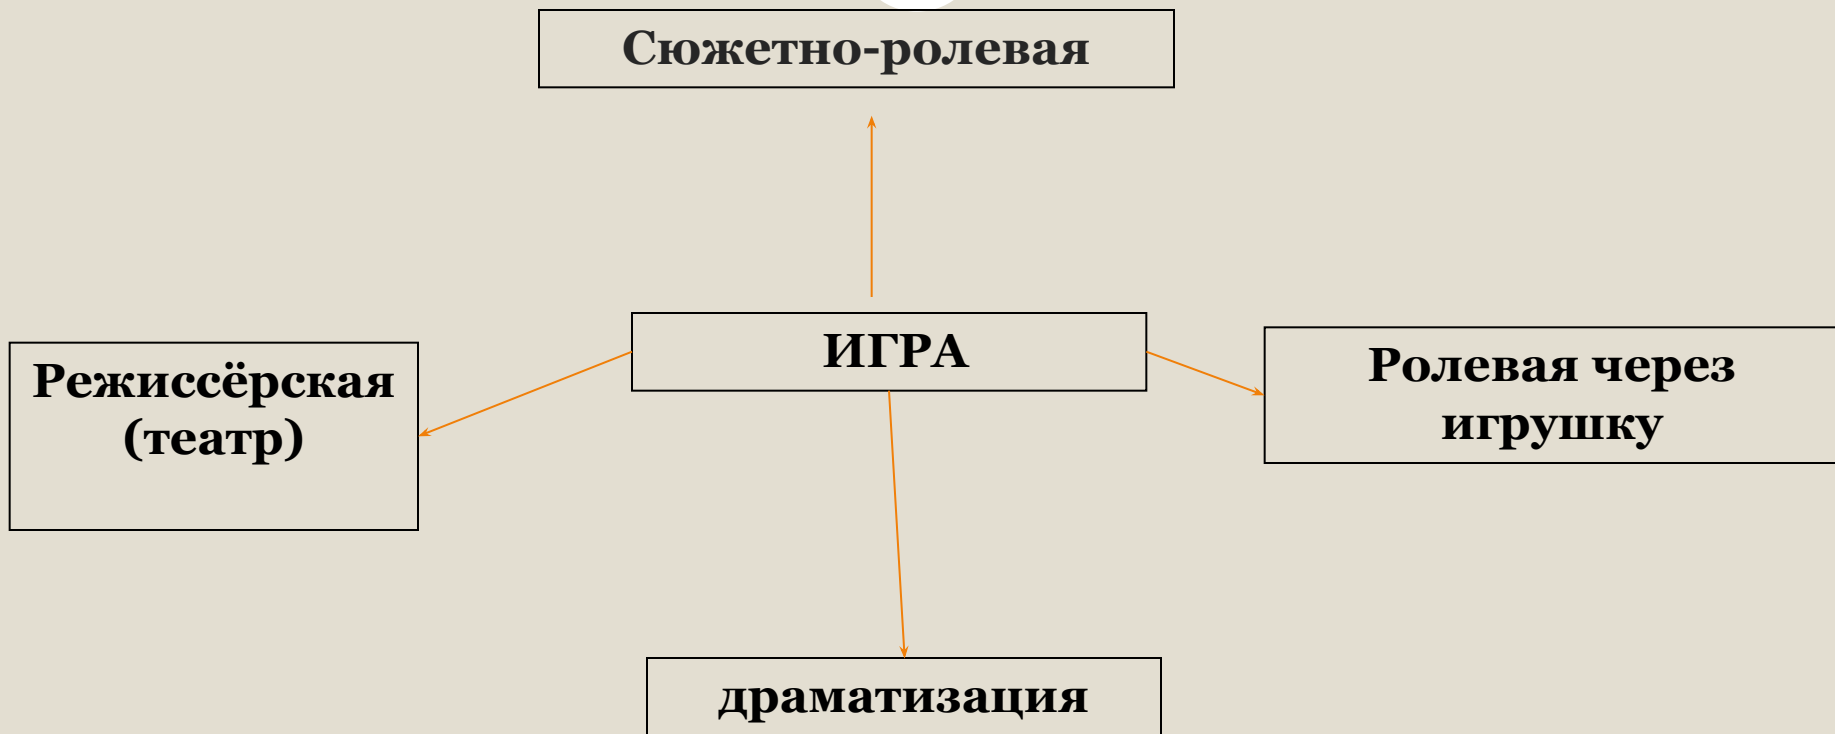 Сюжетно-ролевая
ИГРА
Режиссёрская
(театр)
Ролевая через
игрушку
драматизация